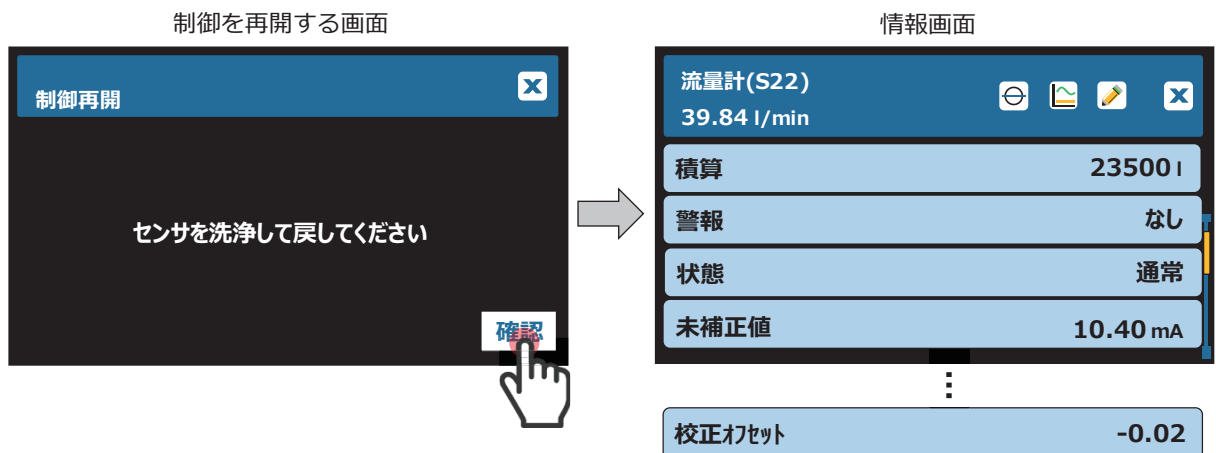 制御を再開する画面
制御再開
センサを洗浄して戻してください
確認
情報画面
流量計(S22)
39.84 l/min
積算 23500 l
警報 なし
状態 通常
未補正値 10.40 mA
校正ｵﾌｾｯﾄ -0.02